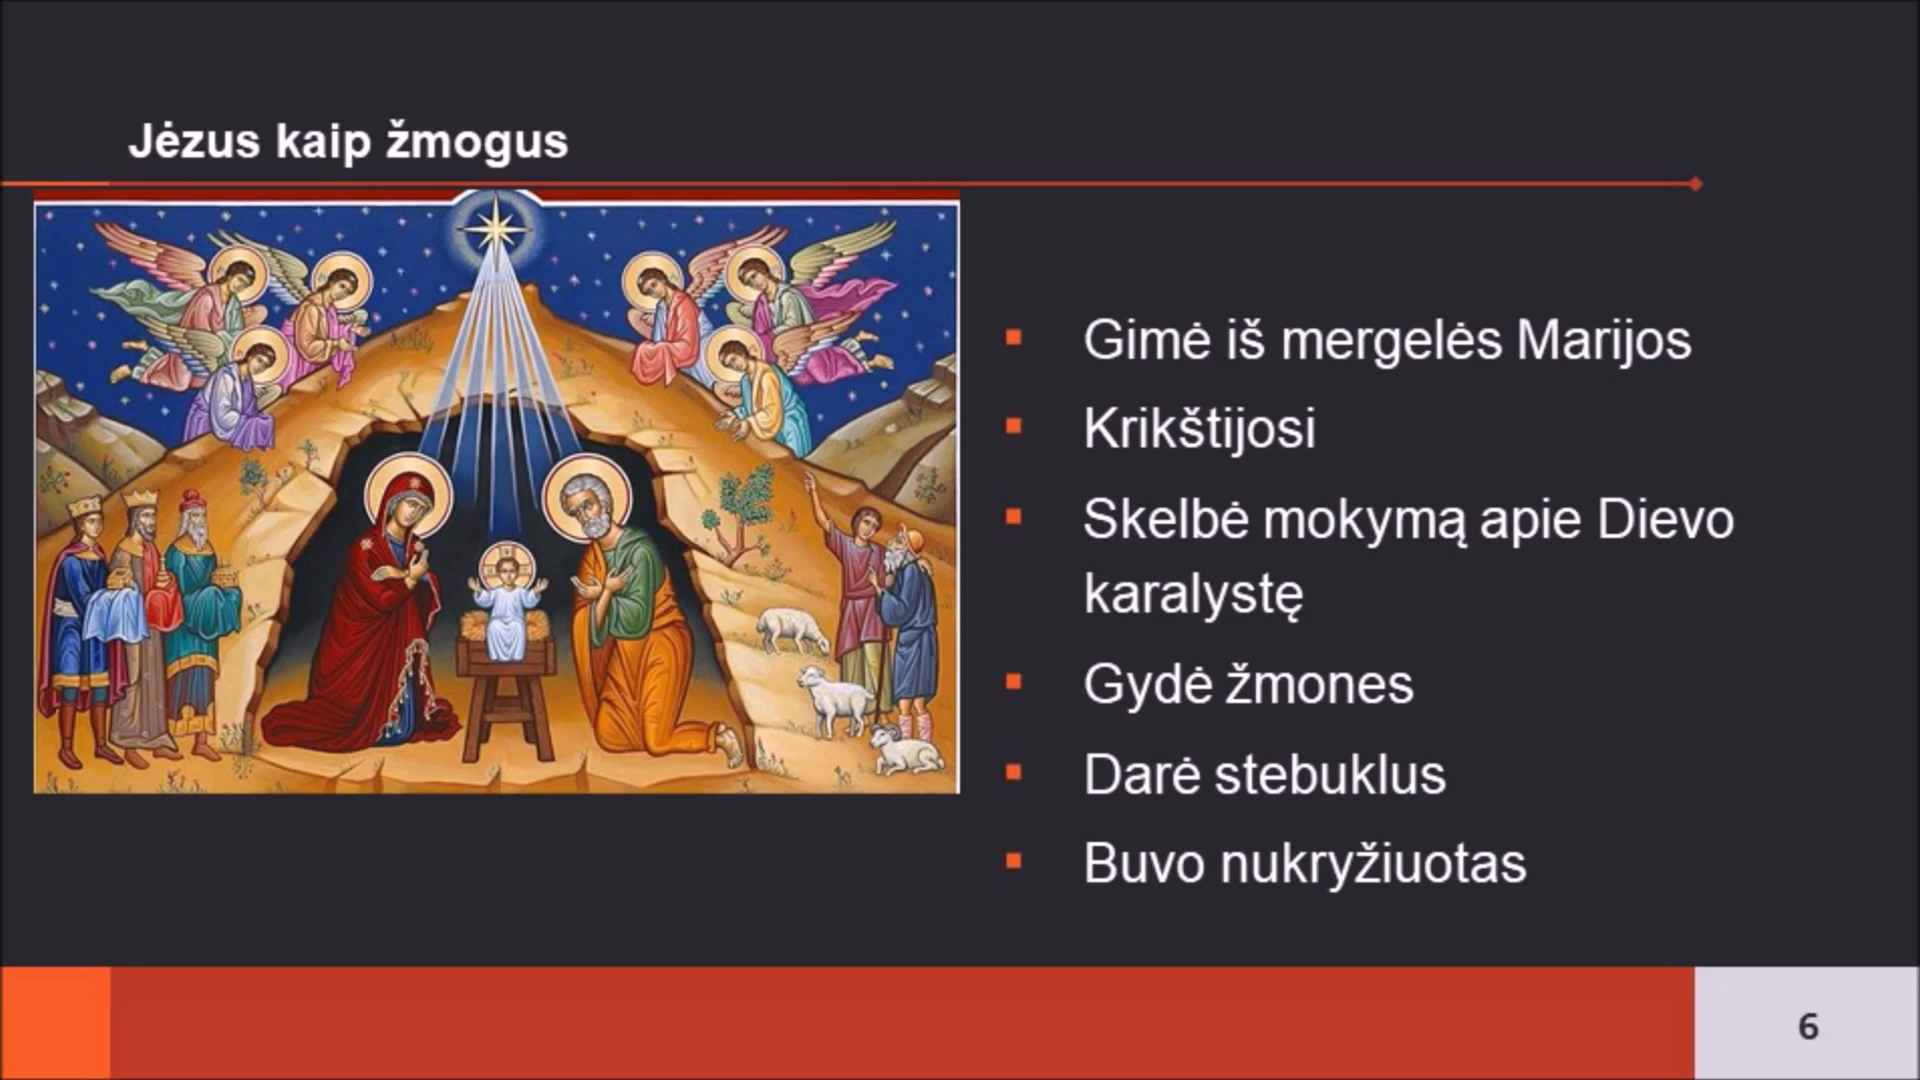 Jėzus kaip žmogus
Gimė iš mergelės Marijos
Krikštijosi
Skelbė mokymą apie Dievo
karalystę
Gydė žmones
Darė stebuklus
Buvo nukryžiuotas
6